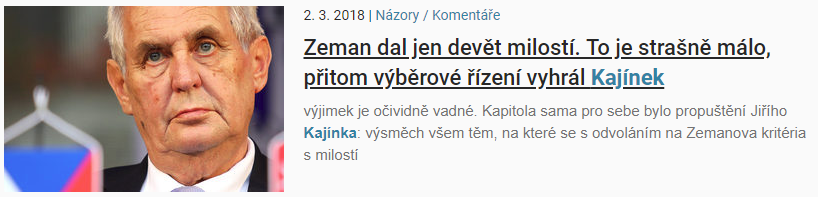 2. 3. 2018 | Názory / Komentáře
Zeman dal jen devět milostí. To je strašně málo,
přitom výběrové řízení vyhrál Kajínek
výjimek je očividně vadné. Kapitola sama pro sebe bylo propuštění Jiřího
Kajínka: výsměch všem těm, na které se s odvoláním na Zemanova kritéria
s milostí